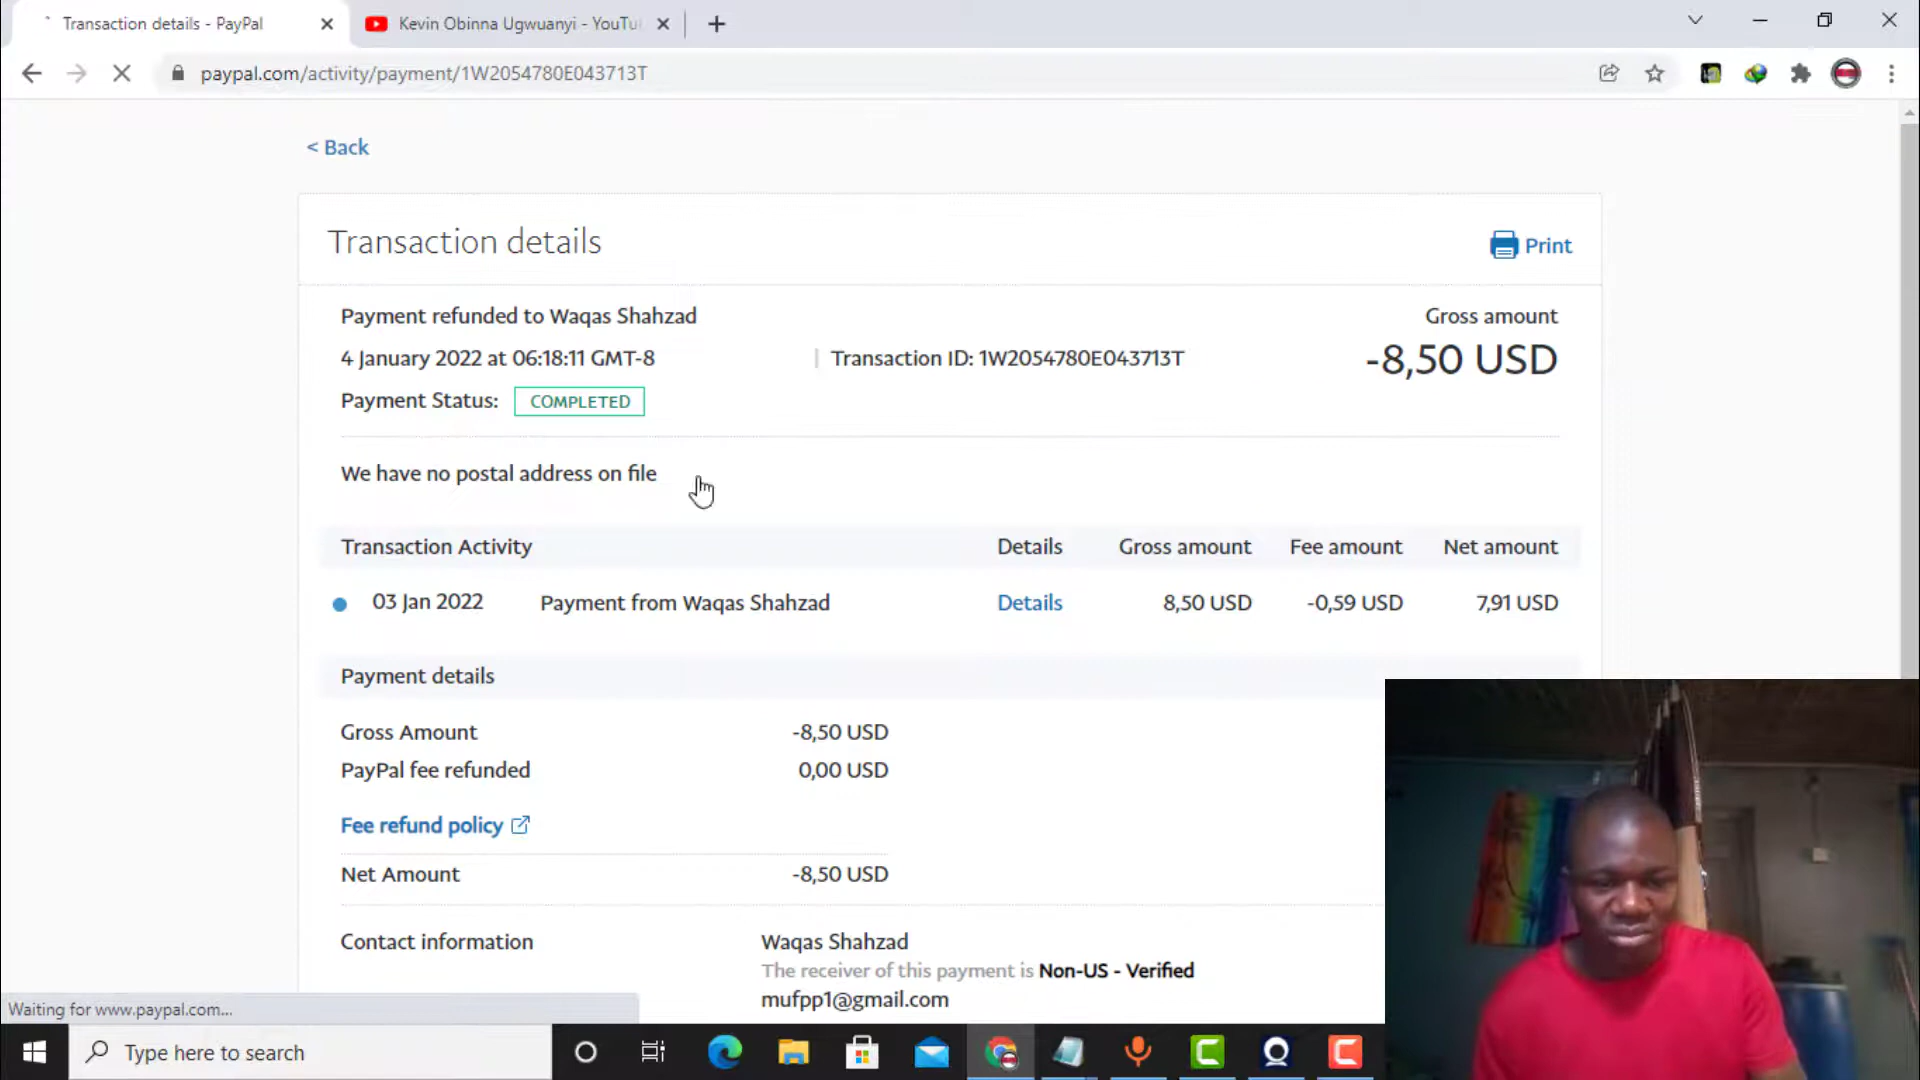 Transaction details - PayPal
Kevin Obinna Ugwuanyi - YouTu
paypal.com/activity/payment/1W2054780E043713T
< Back
Transaction details
Print
Payment refunded to Waqas Shahzad
Gross amount
4 January 2022 at 06:18:11 GMT-8
Transaction ID: 1W2054780E043713T
-8,50 USD
Payment Status: COMPLETED
We have no postal address on file
Transaction Activity Details Gross amount Fee amount Net amount
03 Jan 2022 Payment from Waqas Shahzad Details 8,50 USD -0,59 USD 7,91 USD
Payment details
Gross Amount -8,50 USD
PayPal fee refunded 0,00 USD
Fee refund policy
Net Amount -8,50 USD
Contact information
Waqas Shahzad
The receiver of this payment is Non-US - Verified
mufpp1@gmail.com
Waiting for www.paypal.com...
Type here to search